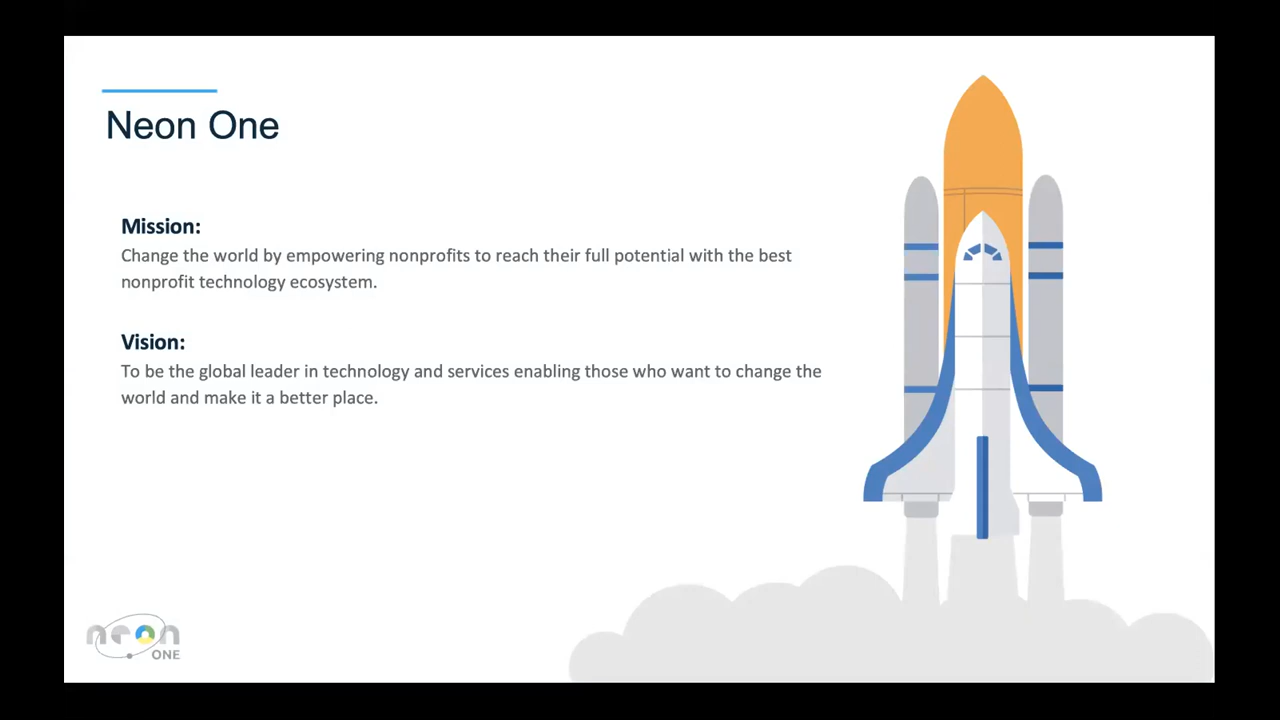 Neon One
Mission:
Change the world by empowering nonprofits to reach their full potential with the best
nonprofit technology ecosystem.
Vision:
To be the global leader in technology and services enabling those who want to change the
world and make it a better place.
neon
ONE